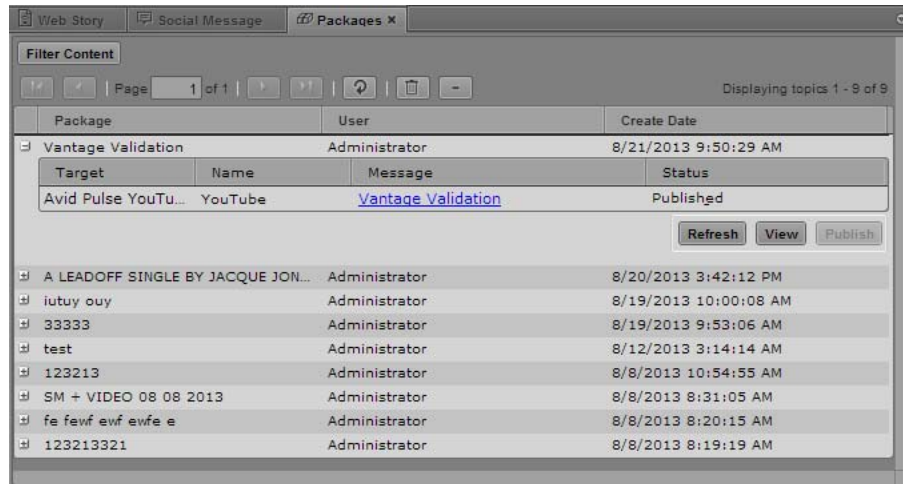 Web Story Social Message Packages ×
Filter Content
Page 1 of 1 Displaying topics 1 - 9 of 9
Package User Create Date
Vantage Validation Administrator 8/21/2013 9:50:29 AM
Target Name Message Status
Avid Pulse YouTu... YouTube Vantage Validation Published
Refresh View Publish
A LEADOFF SINGLE BY JACQUE JON... Administrator 8/20/2013 3:42:12 PM
iutuy ouy Administrator 8/19/2013 10:00:08 AM
33333 Administrator 8/19/2013 9:53:06 AM
test Administrator 8/12/2013 3:14:14 AM
123213 Administrator 8/8/2013 10:54:55 AM
SM + VIDEO 08 08 2013 Administrator 8/8/2013 8:31:05 AM
fe fewf ewf ewfe e Administrator 8/8/2013 8:20:15 AM
123213321 Administrator 8/8/2013 8:19:19 AM